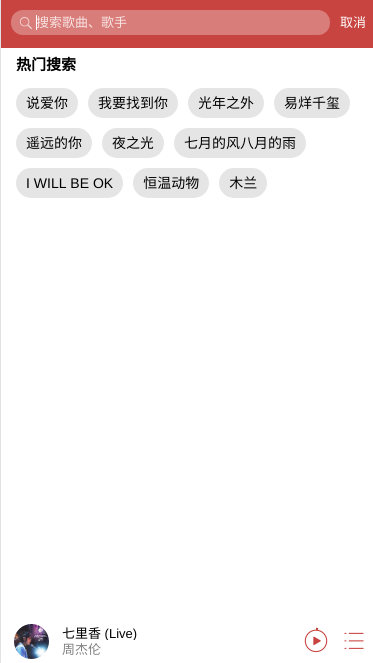 搜索歌曲、歌手 取消
热门搜索
说爱你 我要找到你 光年之外 易烊千玺
遥远的你 夜之光 七月的风八月的雨
I WILL BE OK 恒温动物 木兰
七里香 (Live)
周杰伦